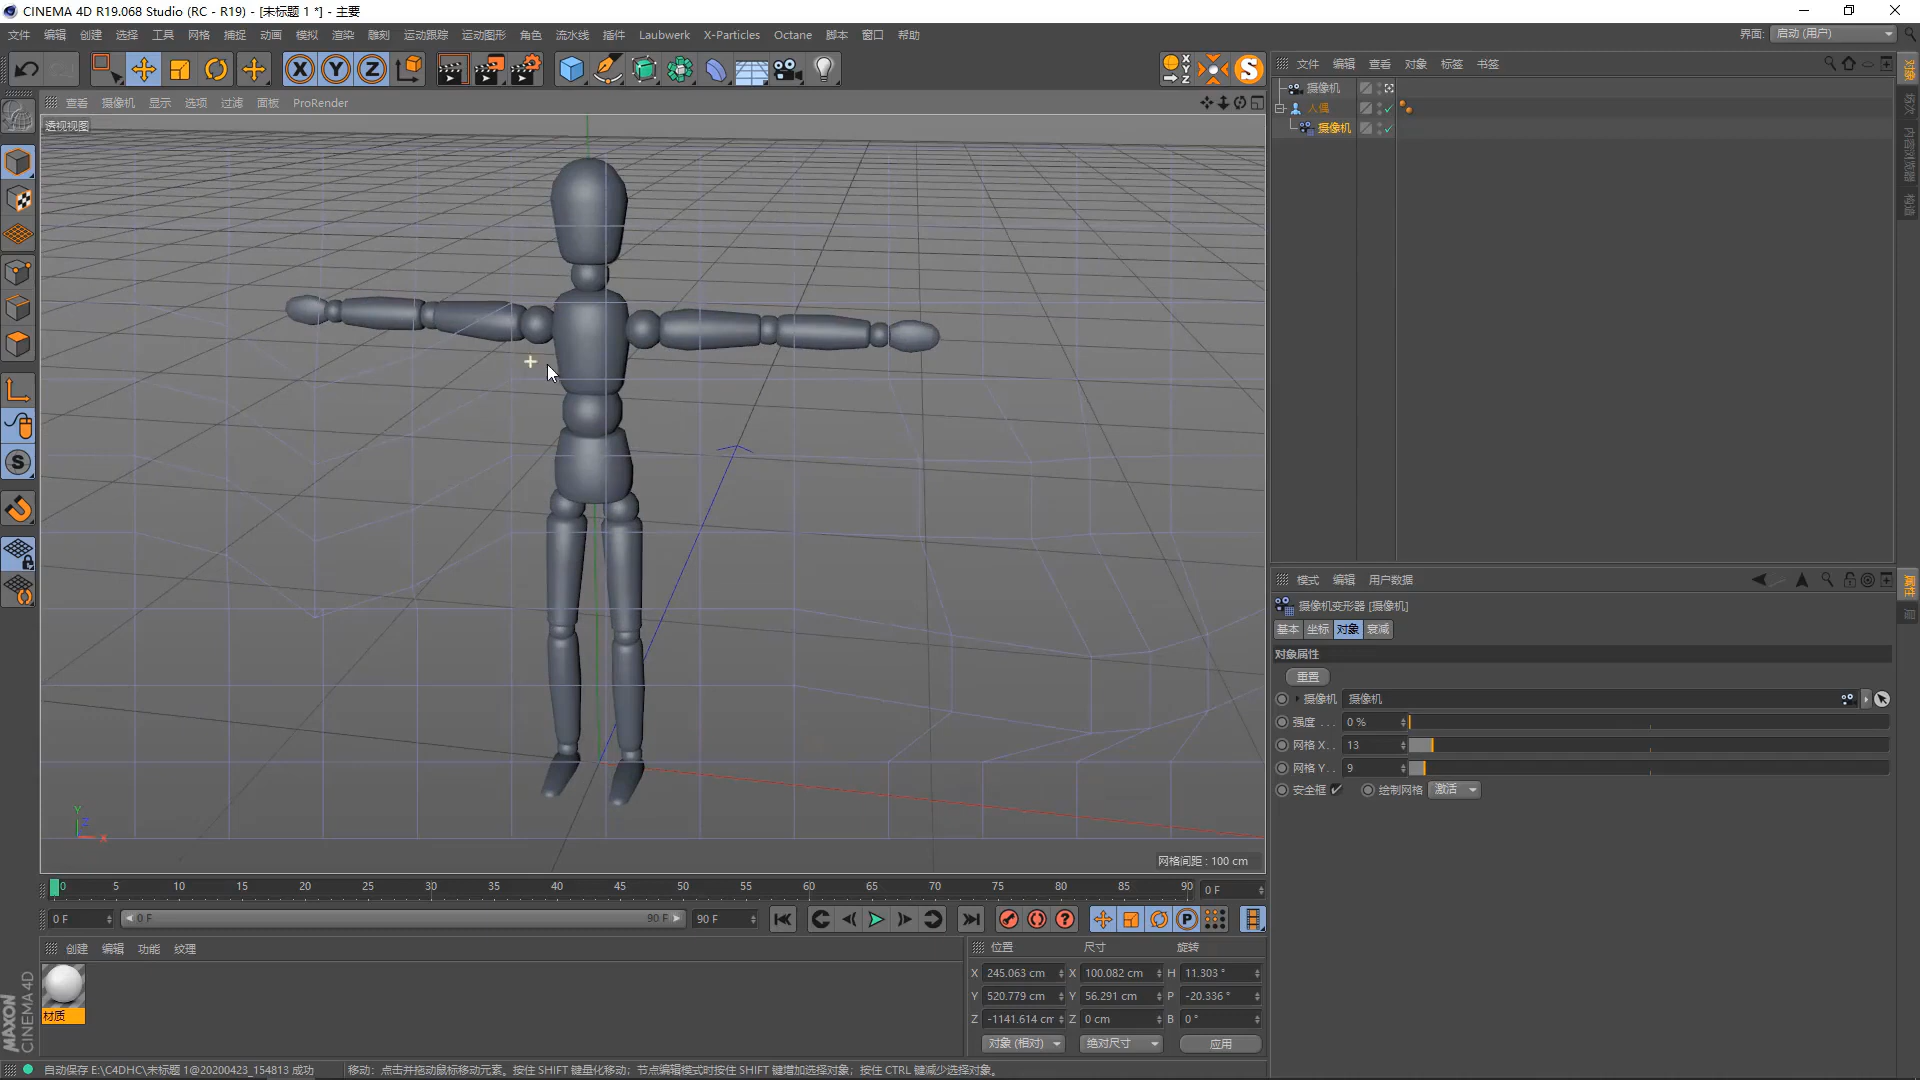 CINEMA 4D R19.068 Studio (RC - R19) - [未标题 1 *] - 主要
文件 编辑 创建 选择 工具 网格 捕捉 动画 模拟 渲染 雕刻 运动跟踪 运动图形 角色 流水线 插件 Laubwerk X-Particles Octane 脚本 窗口 帮助 界面: 启动 (用户)
X Y Z
查看 摄像机 显示 选项 过滤 面板 ProRender
文件 编辑 查看 对象 标签 书签
透视视图
摄像机
人偶
摄像机
对象
场次
内容浏览器
构造
模式 编辑 用户数据
摄像机变形器 [摄像机]
基本 坐标 对象 衰减
对象属性
重置
摄像机 摄像机
强度 . . . 0 %
网格 X . . 13
网格 Y . . 9
安全框 绘制网格 激活
属性
层
Y
Z
X
网格间距 : 100 cm
0 5 10 15 20 25 30 35 40 45 50 55 60 65 70 75 80 85 90 0 F
0 F 0 F 90 F 90 F
创建 编辑 功能 纹理
材质
位置 尺寸 旋转
X 245.063 cm X 100.082 cm H 11.303 °
Y 520.779 cm Y 56.291 cm P -20.336 °
Z -1141.614 cm Z 0 cm B 0 °
对象 (相对) 绝对尺寸 应用
MAXON
CINEMA 4D
自动保存 E:\C4DHC\未标题 1@20200423_154813 成功 移动: 点击并拖动鼠标移动元素。按住 SHIFT 键量化移动; 节点编辑模式时按住 SHIFT 键增加选择对象; 按住 CTRL 键减少选择对象。